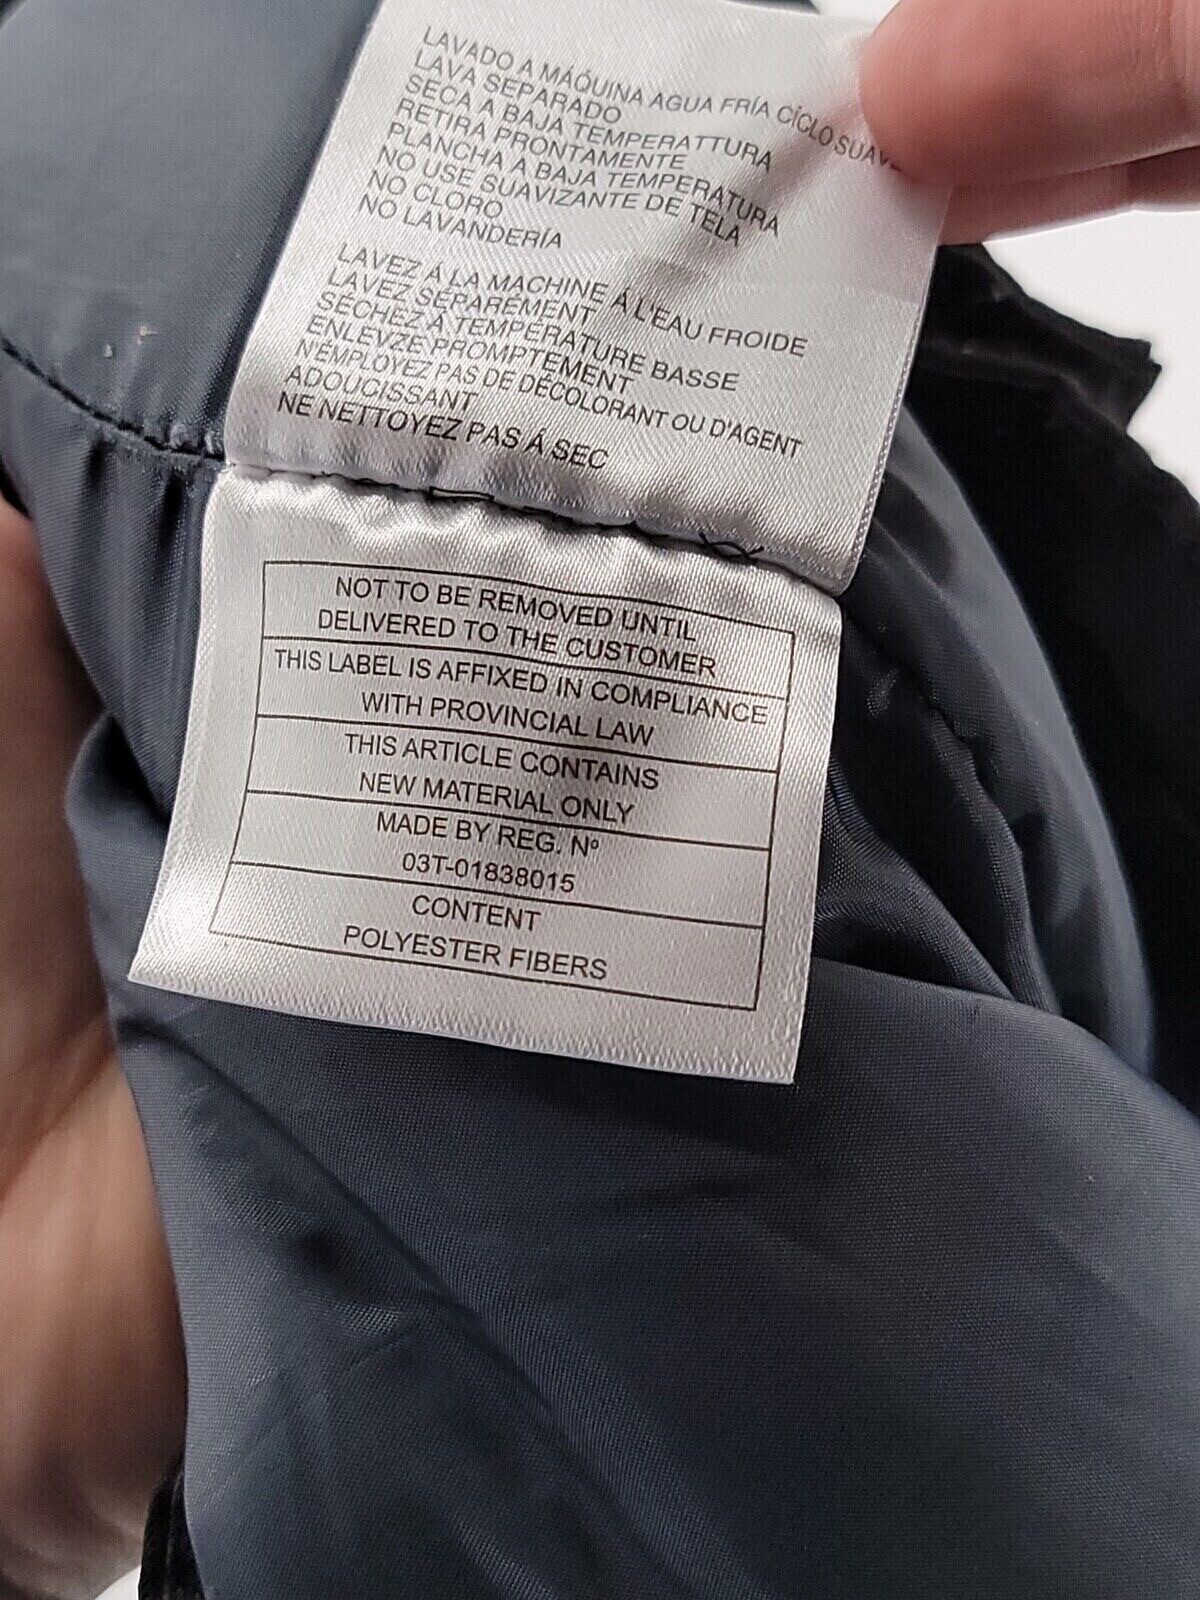 LAVADO A MÁQUINA AGUA FRÍA CÍCLO SUAVE
LAVA SEPARADO
SECA A BAJA TEMPERATTURA
RETIRA PRONTAMENTE
PLANCHA A BAJA TEMPERATURA
NO USE SUAVIZANTE DE TELA
NO CLORO
NO LAVANDERÍA
LAVEZ Á LA MACHINE Á L'EAU FROIDE
LAVEZ SÉPARÉMENT
SÉCHEZ Á TEMPÉRATURE BASSE
ENLEVZE PROMPTEMENT
N'EMPLOYEZ PAS DE DÉCOLORANT OU D'AGENT
ADOUCISSANT
NE NETTOYEZ PAS Á SEC
NOT TO BE REMOVED UNTIL
DELIVERED TO THE CUSTOMER
THIS LABEL IS AFFIXED IN COMPLIANCE
WITH PROVINCIAL LAW
THIS ARTICLE CONTAINS
NEW MATERIAL ONLY
MADE BY REG. Nº
03T-01838015
CONTENT
POLYESTER FIBERS